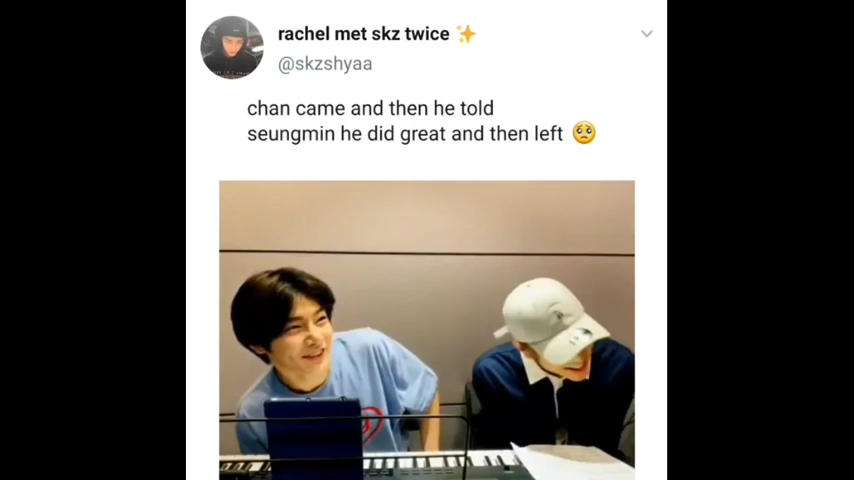 rachel met skz twice ✨
@skzshyaa
chan came and then he told
seungmin he did great and then left 🥺